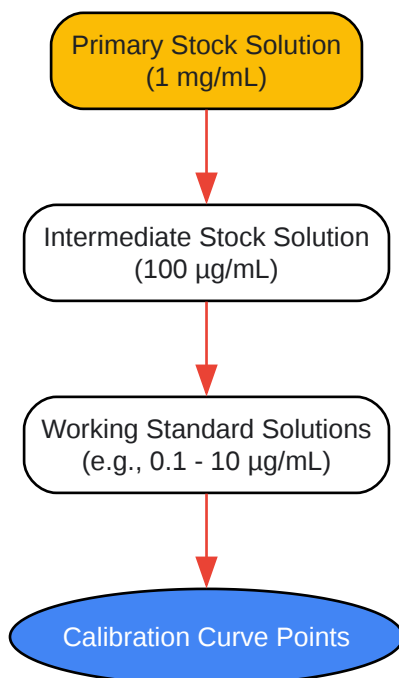 Primary Stock Solution
(1 mg/mL)
Intermediate Stock Solution
(100 µg/mL)
Working Standard Solutions
(e.g., 0.1 - 10 µg/mL)
Calibration Curve Points